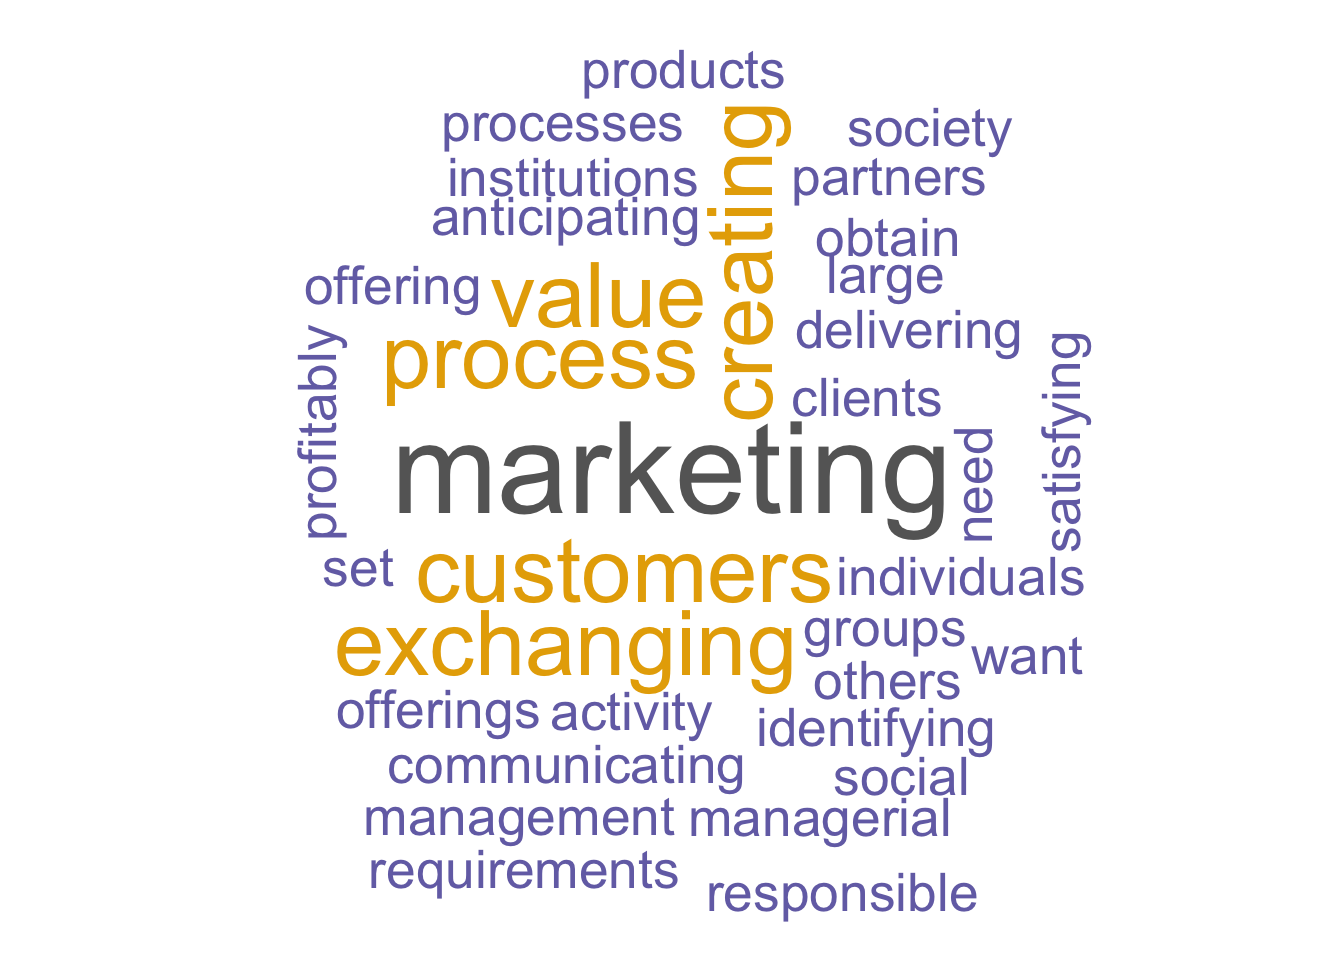 products
processes
society
creating
institutions
partners
anticipating
obtain
large
offering
value
delivering
process
profitably
clients
satisfying
marketing
need
set
customers
individuals
exchanging
groups
want
others
offerings
activity
identifying
communicating
social
management
managerial
requirements
responsible